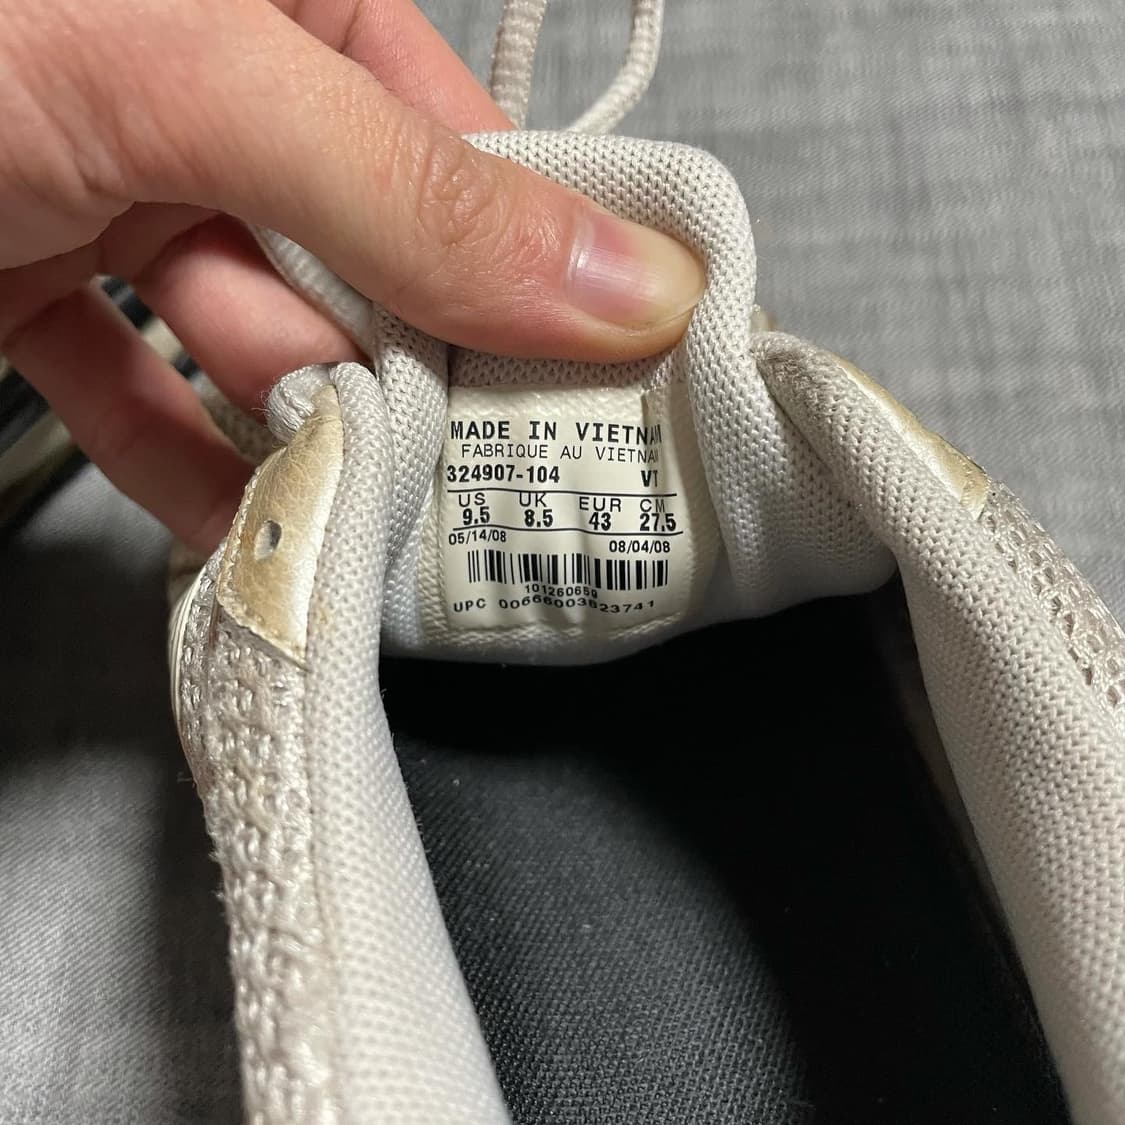 MADE IN VIETNAM
FABRIQUE AU VIETNAM
324907-104 VT
US UK EUR CM
9.5 8.5 43 27.5
05/14/08 08/04/08
101260650
UPC 00666003823741